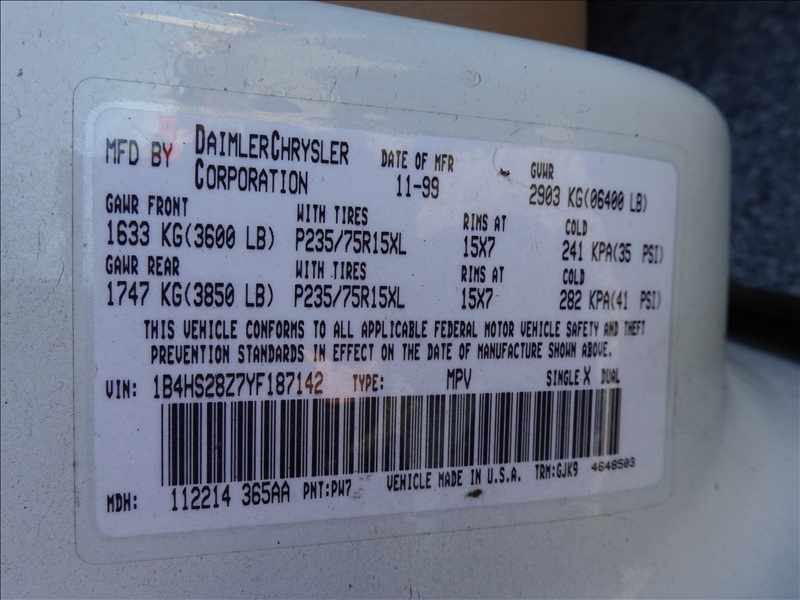 MFD BY DAIMLERCHRYSLER CORPORATION DATE OF MFR 11-99 GVWR 2903 KG(06400 LB)
GAWR FRONT WITH TIRES RIMS AT COLD
1633 KG(3600 LB) P235/75R15XL 15X7 241 KPA(35 PSI)
GAWR REAR WITH TIRES RIMS AT COLD
1747 KG(3850 LB) P235/75R15XL 15X7 282 KPA(41 PSI)
THIS VEHICLE CONFORMS TO ALL APPLICABLE FEDERAL MOTOR VEHICLE SAFETY AND THEFT
PREVENTION STANDARDS IN EFFECT ON THE DATE OF MANUFACTURE SHOWN ABOVE.
VIN: 1B4HS28Z7YF187142 TYPE: MPV SINGLE X DUAL
MDH: 112214 365AA PNT:PW7 VEHICLE MADE IN U.S.A. TRM:GJK9 4648503